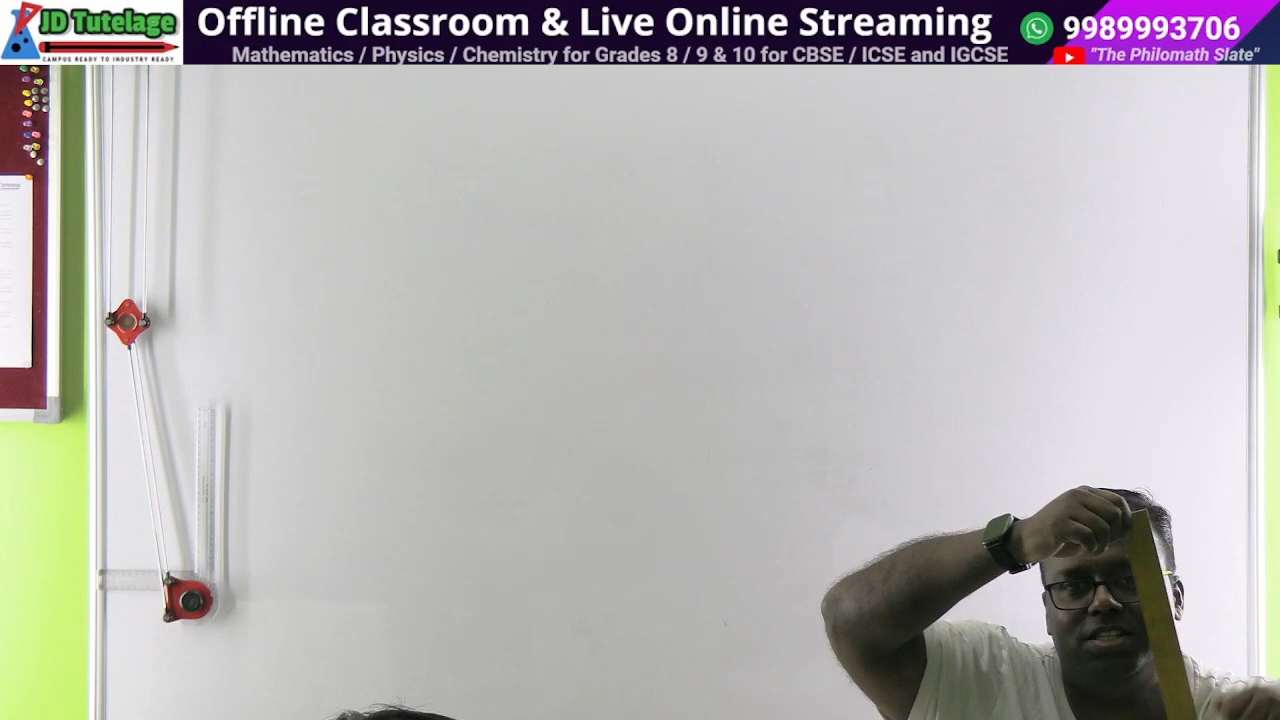 JD Tutelage
CAMPUS READY TO INDUSTRY READY
Offline Classroom & Live Online Streaming
Mathematics / Physics / Chemistry for Grades 8 / 9 & 10 for CBSE / ICSE and IGCSE
9989993706
"The Philomath Slate"